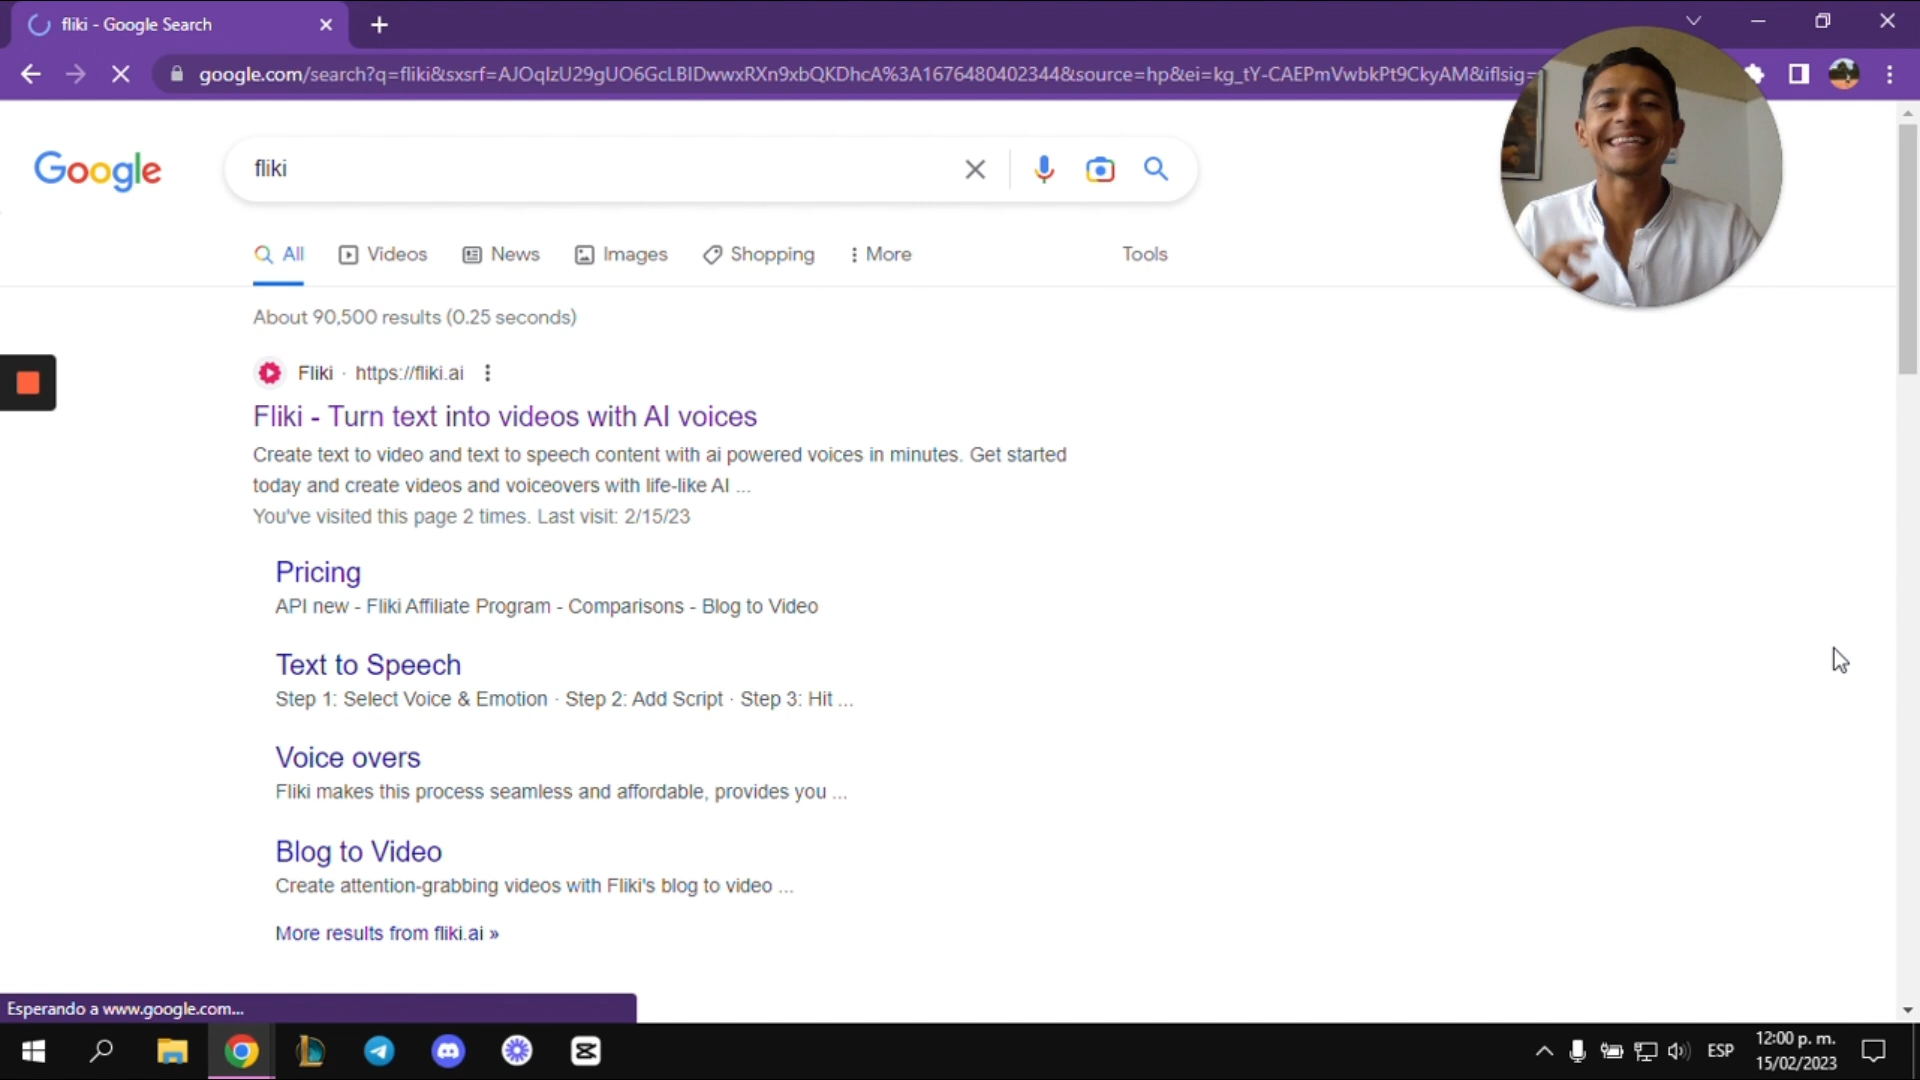 fliki - Google Search
google.com/search?q=fliki&sxsrf=AJOqlzU29gUO6GcLBIDwwxRXn9xbQKDhcA%3A1676480402344&source=hp&ei=kg_tY-CAEPmVwbkPt9CkyAM&iflsig=
Google
fliki
All Videos News Images Shopping More Tools
About 90,500 results (0.25 seconds)
Fliki · https://fliki.ai
Fliki - Turn text into videos with AI voices
Create text to video and text to speech content with ai powered voices in minutes. Get started
today and create videos and voiceovers with life-like AI ...
You've visited this page 2 times. Last visit: 2/15/23
Pricing
API new - Fliki Affiliate Program - Comparisons - Blog to Video
Text to Speech
Step 1: Select Voice & Emotion · Step 2: Add Script · Step 3: Hit ...
Voice overs
Fliki makes this process seamless and affordable, provides you ...
Blog to Video
Create attention-grabbing videos with Fliki's blog to video ...
More results from fliki.ai »
Esperando a www.google.com...
ESP
12:00 p. m.
15/02/2023